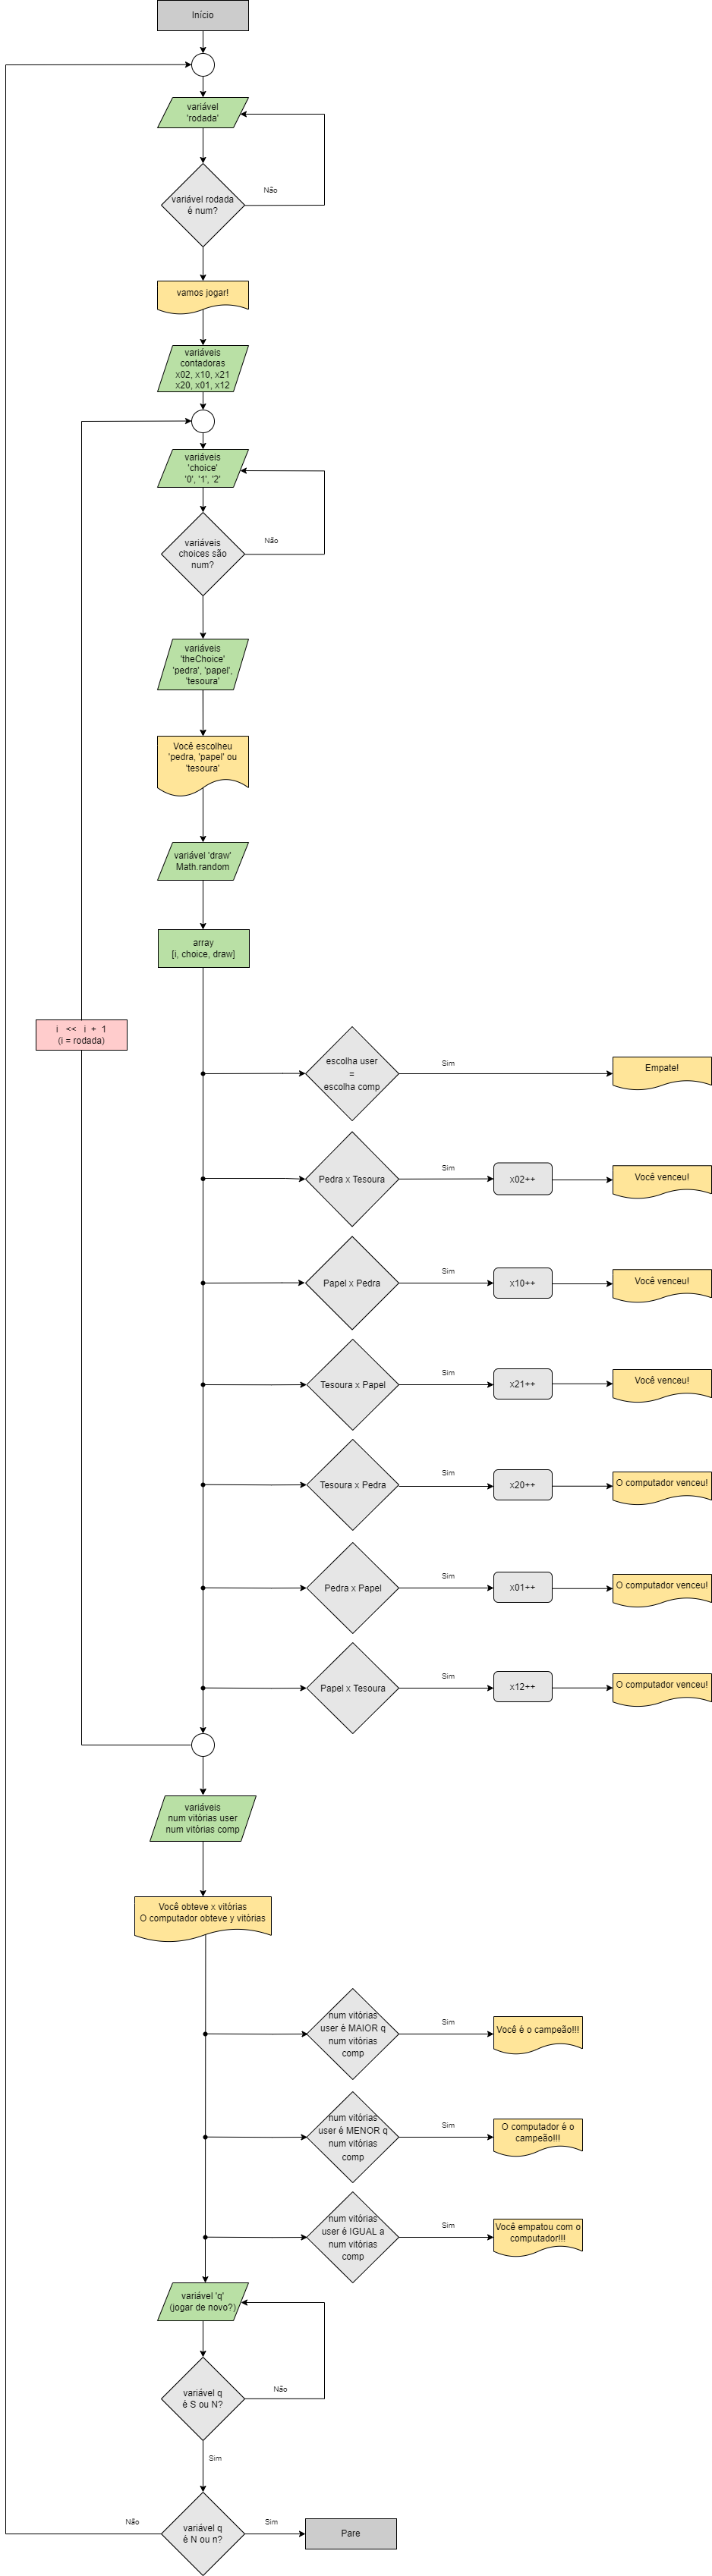 Início
variável
'rodada'
variável rodada
é num?
Não
vamos jogar!
variáveis
contadoras
x02, x10, x21
x20, x01, x12
variáveis
'choice'
'0', '1', '2'
variáveis
choices são
num?
Não
variáveis
'theChoice'
'pedra', 'papel',
'tesoura'
Você escolheu
'pedra, 'papel' ou
'tesoura'
variável 'draw'
Math.random
array
[i, choice, draw]
i << i + 1
(i = rodada)
escolha user
=
escolha comp
Sim
Empate!
Pedra x Tesoura
Sim
x02++
Você venceu!
Papel x Pedra
Sim
x10++
Você venceu!
Tesoura x Papel
Sim
x21++
Você venceu!
Tesoura x Pedra
Sim
x20++
O computador venceu!
Pedra x Papel
Sim
x01++
O computador venceu!
Papel x Tesoura
Sim
x12++
O computador venceu!
variáveis
num vitórias user
num vitórias comp
Você obteve x vitórias
O computador obteve y vitórias
num vitórias
user é MAIOR q
num vitórias
comp
Sim
Você é o campeão!!!
num vitórias
user é MENOR q
num vitórias
comp
Sim
O computador é o
campeão!!!
num vitórias
user é IGUAL a
num vitórias
comp
Sim
Você empatou com o
computador!!!
variável 'q'
(jogar de novo?)
variável q
é S ou N?
Não
Sim
variável q
é N ou n?
Não
Sim
Pare